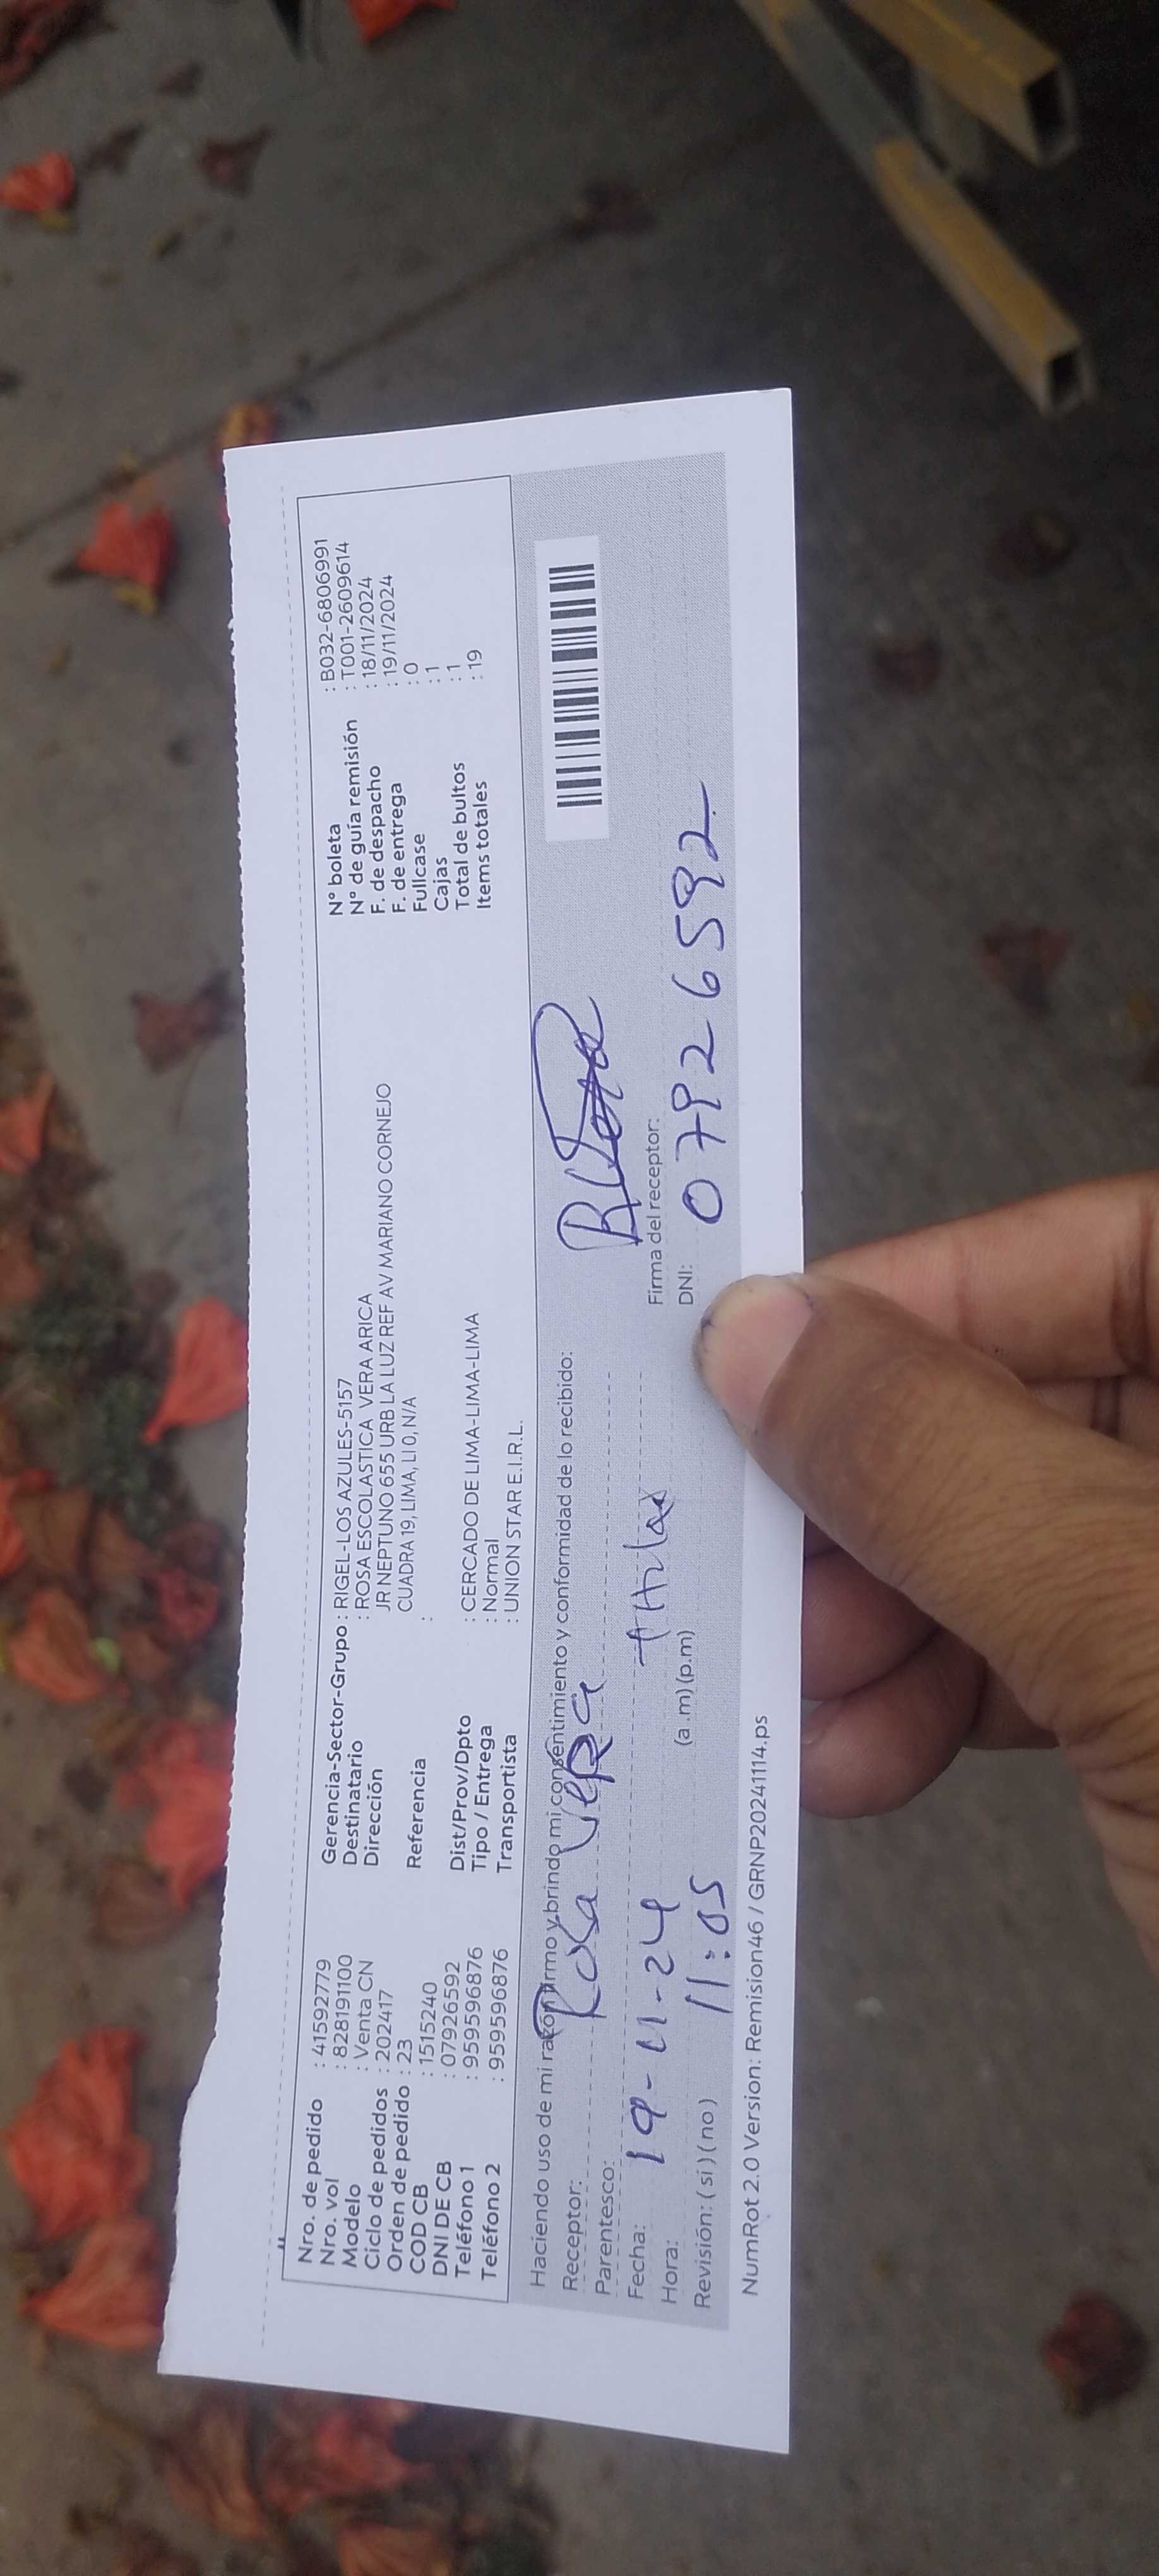 Nro. de pedido : 41592779
Nro. vol : 828191100
Modelo : Venta CN
Ciclo de pedidos : 202417
Orden de pedido : 23
COD CB : 1515240
DNI DE CB : 07926592
Teléfono 1 : 959596876
Teléfono 2 : 959596876
Gerencia-Sector-Grupo : RIGEL-LOS AZULES-5157
Destinatario : ROSA ESCOLASTICA VERA ARICA
Dirección JR NEPTUNO 655 URB LA LUZ REF AV MARIANO CORNEJO
CUADRA 19, LIMA, LI 0, N/A
Referencia :
Dist/Prov/Dpto : CERCADO DE LIMA-LIMA-LIMA
Tipo / Entrega : Normal
Transportista : UNION STAR E.I.R.L.
N° boleta : B032-6806991
N° de guía remisión : T001-2609614
F. de despacho : 18/11/2024
F. de entrega : 19/11/2024
Fullcase : 0
Cajas : 1
Total de bultos : 1
Items totales : 19
Haciendo uso de mi razón firmo y brindo mi consentimiento y conformidad de lo recibido:
Receptor: Rosa Vera
Parentesco: titular
Fecha: 19-11-24
Hora: 11:05 (a.m) (p.m)
Revisión: ( si ) ( no )
Firma del receptor:
DNI: 07926592
NumRot 2.0 Version: Remision46 / GRNP20241114.ps